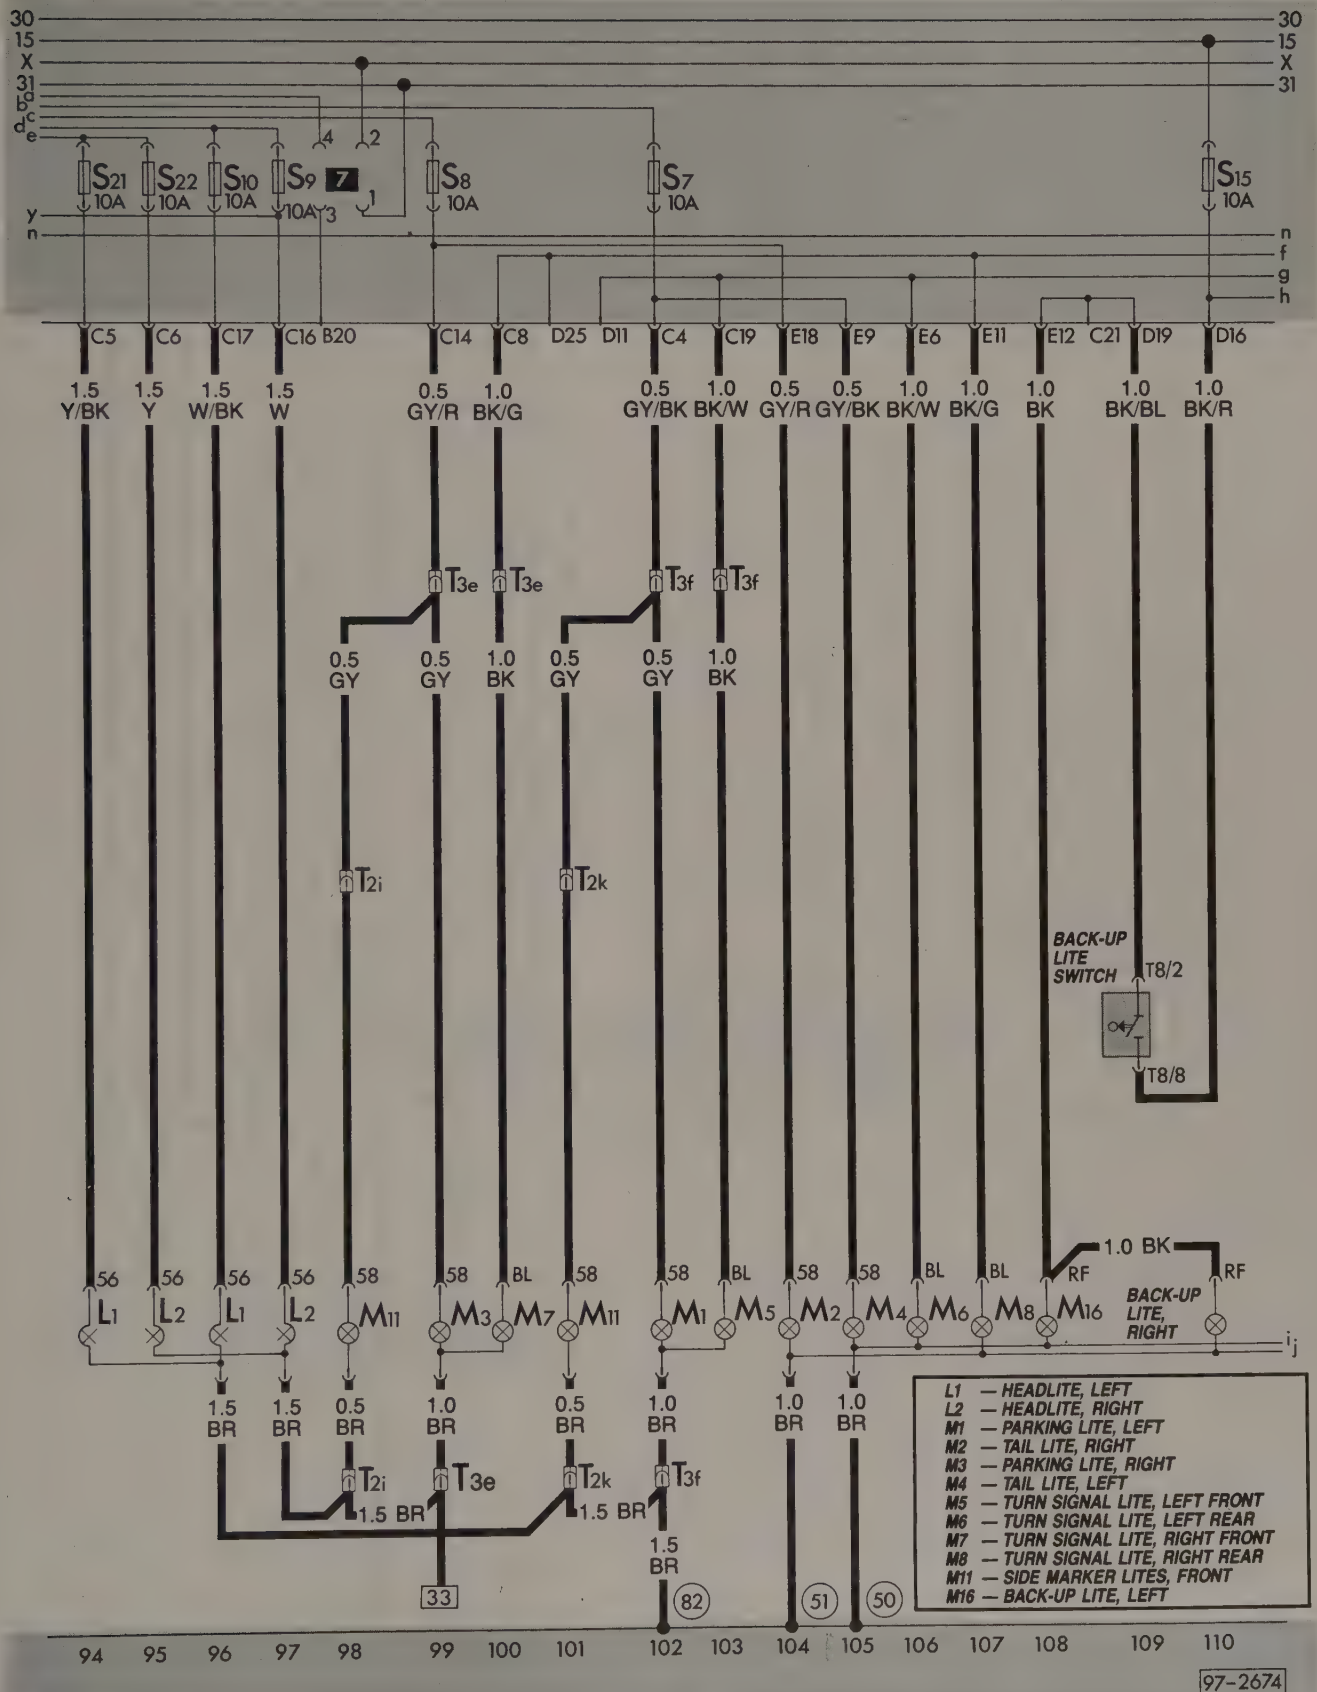 30 30
15 15
X X
31 31
a
b
c
d
e
4 2
S21 S22 S10 S9 7 S8 S7 S15
10A 10A 10A 10A 3 1 10A 10A 10A
y
n n
f
g
h
C5 C6 C17 C16 B20 C14 C8 D25 D11 C4 C19 E18 E9 E6 E11 E12 C21 D19 D16
1.5 1.5 1.5 1.5 0.5 1.0 0.5 1.0 0.5 0.5 1.0 1.0 1.0 1.0 1.0
Y/BK Y W/BK W GY/R BK/G GY/BK BK/W GY/R GY/BK BK/W BK/G BK BK/BL BK/R
T3e T3e T3f T3f
0.5 0.5 1.0 0.5 0.5 1.0
GY GY BK GY GY BK
T2i T2k
BACK-UP
LITE
SWITCH
T8/2
T8/8
1.0 BK
56 56 56 56 58 58 BL 58 58 BL 58 58 BL BL RF RF
L1 L2 L1 L2 M11 M3 M7 M11 M1 M5 M2 M4 M6 M8 M16
BACK-UP
LITE,
RIGHT
i
j
1.5 1.5 0.5 1.0 0.5 1.0 1.0 1.0
BR BR BR BR BR BR BR BR
T2i T3e T2k T3f
1.5 BR 1.5 BR
1.5
BR
33 82 51 50
L1 — HEADLITE, LEFT
L2 — HEADLITE, RIGHT
M1 — PARKING LITE, LEFT
M2 — TAIL LITE, RIGHT
M3 — PARKING LITE, RIGHT
M4 — TAIL LITE, LEFT
M5 — TURN SIGNAL LITE, LEFT FRONT
M6 — TURN SIGNAL LITE, LEFT REAR
M7 — TURN SIGNAL LITE, RIGHT FRONT
M8 — TURN SIGNAL LITE, RIGHT REAR
M11 — SIDE MARKER LITES, FRONT
M16 — BACK-UP LITE, LEFT
94 95 96 97 98 99 100 101 102 103 104 105 106 107 108 109 110
97-2674